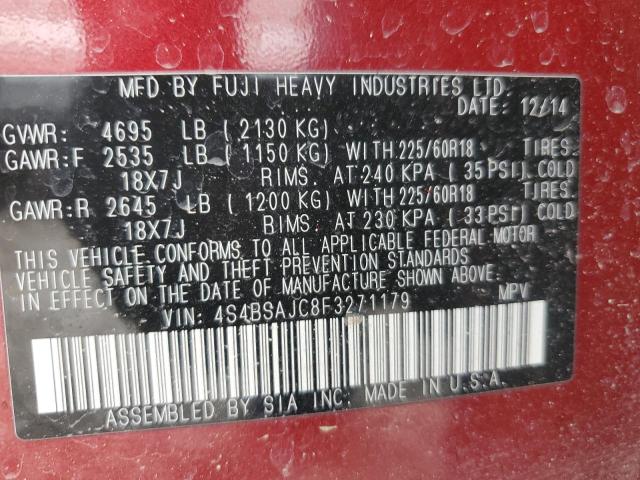 MFD BY FUJI HEAVY INDUSTRIES LTD.
DATE: 12/14
GVWR: 4695 LB ( 2130 KG)
GAWR:F 2535 LB ( 1150 KG) WITH 225/60R18 TIRES
18X7J RIMS AT 240 KPA ( 35 PSI) COLD
GAWR:R 2645 LB ( 1200 KG) WITH 225/60R18 TIRES
18X7J RIMS AT 230 KPA ( 33 PSI) COLD
THIS VEHICLE CONFORMS TO ALL APPLICABLE FEDERAL MOTOR
VEHICLE SAFETY AND THEFT PREVENTION STANDARDS
IN EFFECT ON THE DATE OF MANUFACTURE SHOWN ABOVE.
VIN: 4S4BSAJC8F3271179 MPV
ASSEMBLED BY SIA INC. MADE IN U.S.A.